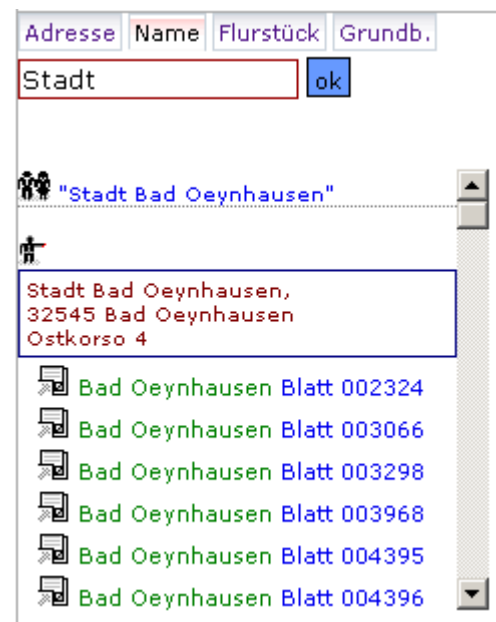 Adresse Name Flurstück Grundb.
Stadt ok
"Stadt Bad Oeynhausen"
Stadt Bad Oeynhausen,
32545 Bad Oeynhausen
Ostkorso 4
Bad Oeynhausen Blatt 002324
Bad Oeynhausen Blatt 003066
Bad Oeynhausen Blatt 003298
Bad Oeynhausen Blatt 003968
Bad Oeynhausen Blatt 004395
Bad Oeynhausen Blatt 004396